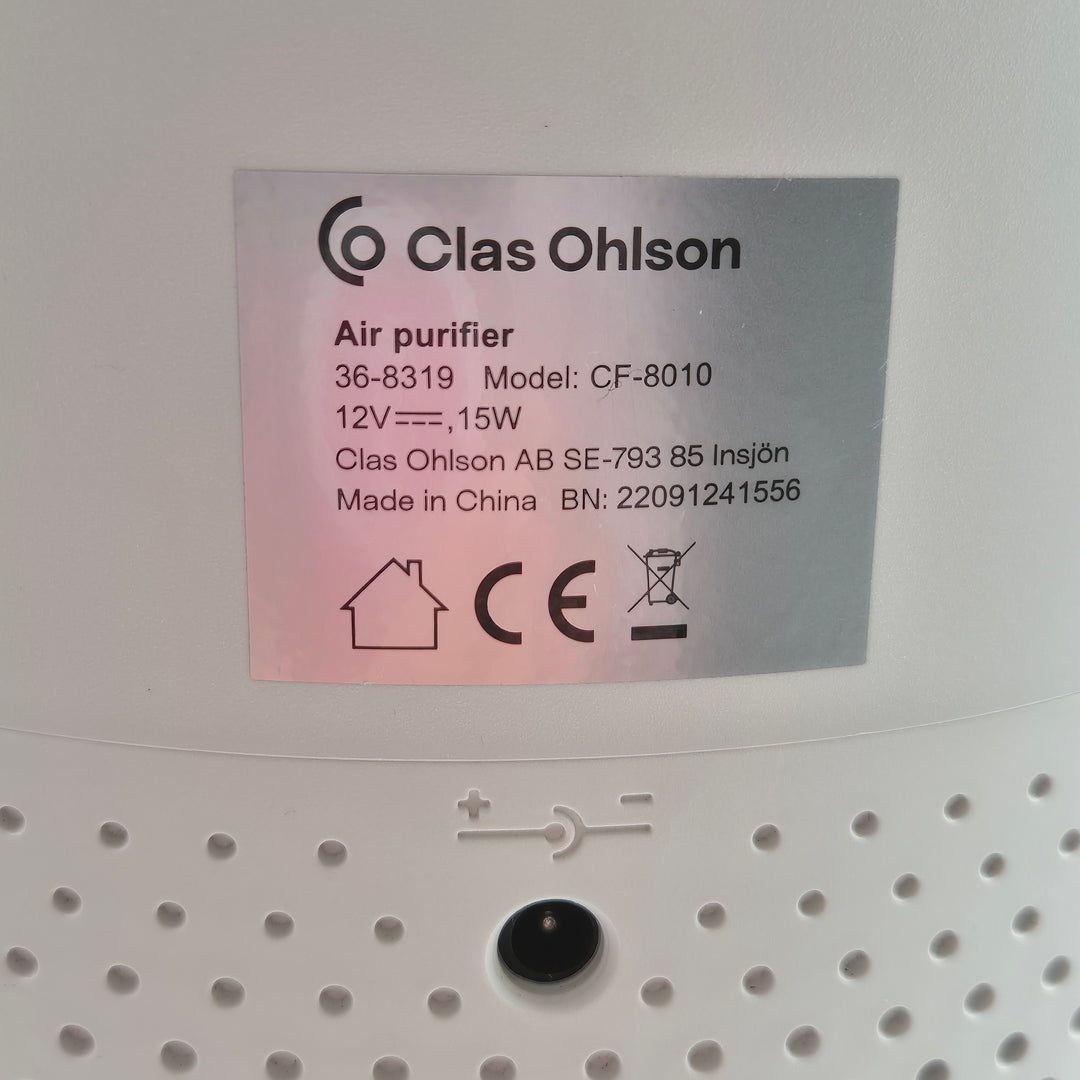 Clas Ohlson
Air purifier
36-8319 Model: CF-8010
12V⎓,15W
Clas Ohlson AB SE-793 85 Insjön
Made in China BN: 22091241556
CE
+ −